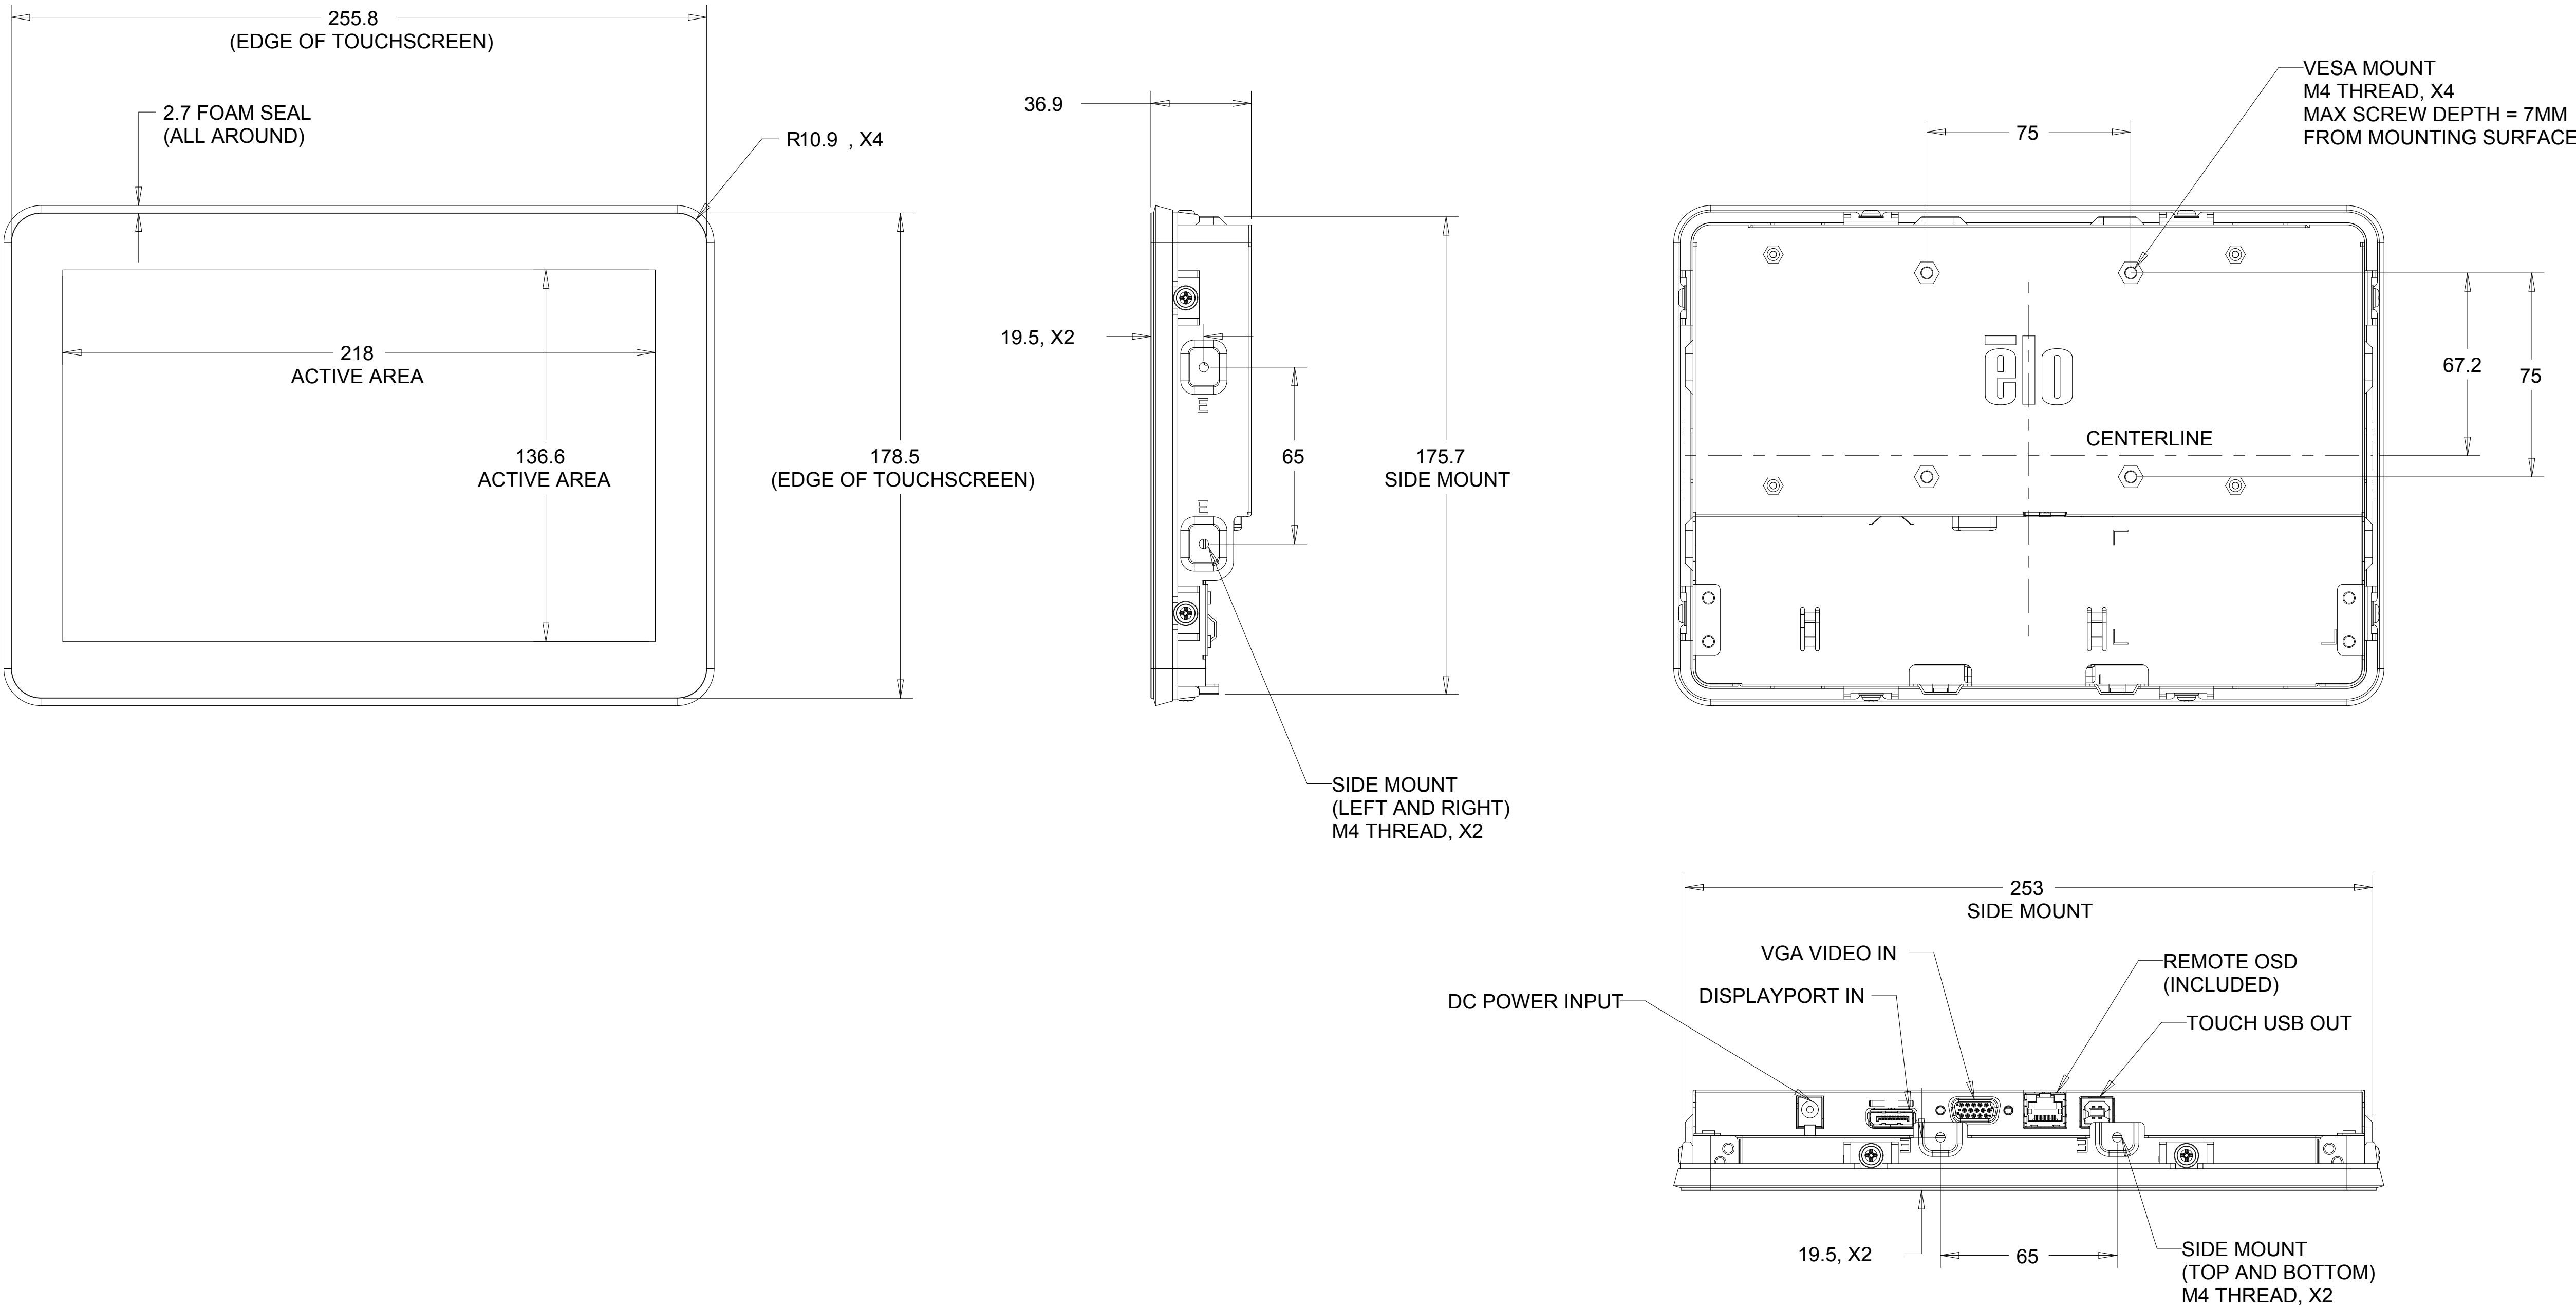 255.8
(EDGE OF TOUCHSCREEN)
2.7 FOAM SEAL
(ALL AROUND)
R10.9 , X4
218
ACTIVE AREA
136.6
ACTIVE AREA
178.5
(EDGE OF TOUCHSCREEN)
36.9
19.5, X2
E
E
65
175.7
SIDE MOUNT
SIDE MOUNT
(LEFT AND RIGHT)
M4 THREAD, X2
VESA MOUNT
M4 THREAD, X4
MAX SCREW DEPTH = 7MM
FROM MOUNTING SURFACE
75
elo
67.2
75
CENTERLINE
253
SIDE MOUNT
VGA VIDEO IN
DISPLAYPORT IN
DC POWER INPUT
REMOTE OSD
(INCLUDED)
TOUCH USB OUT
E
E
19.5, X2
65
SIDE MOUNT
(TOP AND BOTTOM)
M4 THREAD, X2